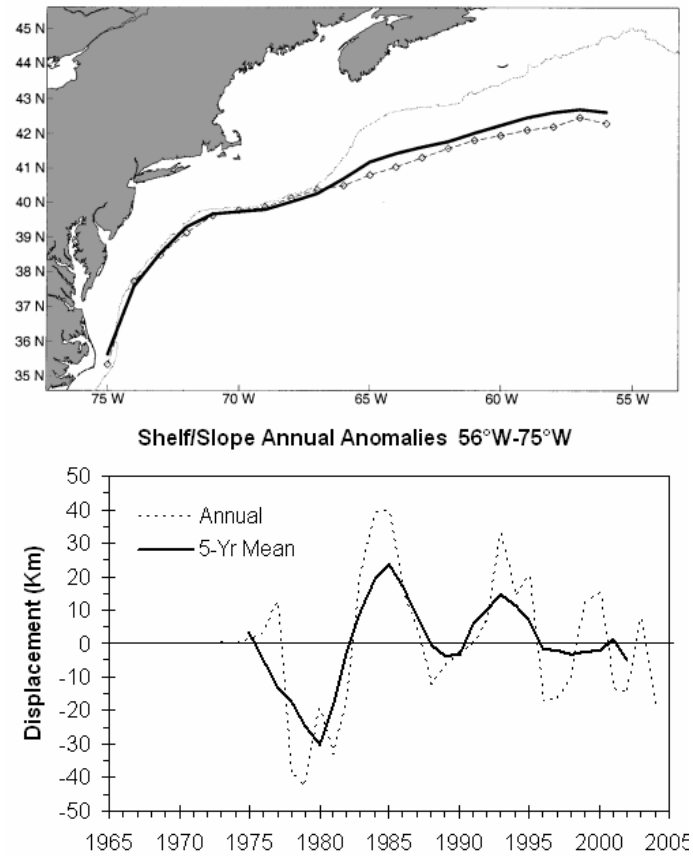 45 N
44 N
43 N
42 N
41 N
40 N
39 N
38 N
37 N
36 N
35 N
75 W 70 W 65 W 60 W 55 W
Shelf/Slope Annual Anomalies 56°W-75°W
Displacement (Km)
50
40
30
20
10
0
-10
-20
-30
-40
-50
Annual
5-Yr Mean
1965 1970 1975 1980 1985 1990 1995 2000 2005